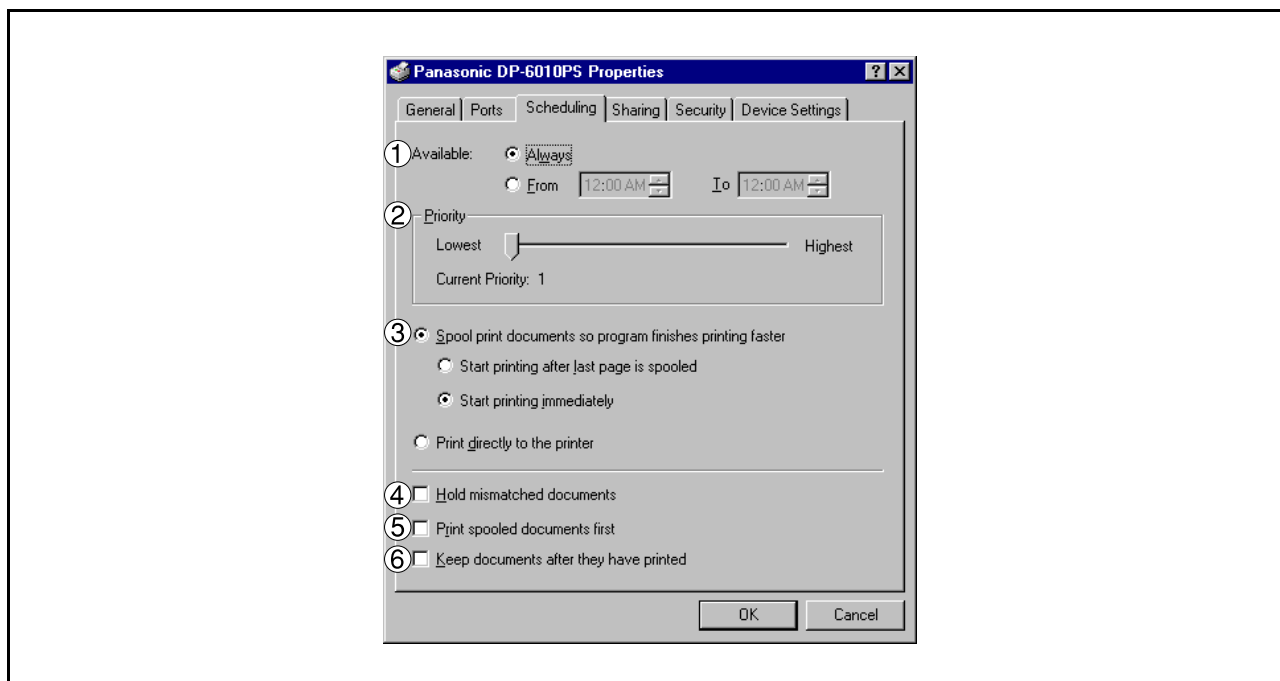 Panasonic DP-6010PS Properties
General Ports Scheduling Sharing Security Device Settings
① Available: Always
From 12:00 AM To 12:00 AM
② Priority
Lowest Highest
Current Priority: 1
③ Spool print documents so program finishes printing faster
Start printing after last page is spooled
Start printing immediately
Print directly to the printer
④ Hold mismatched documents
⑤ Print spooled documents first
⑥ Keep documents after they have printed
OK Cancel